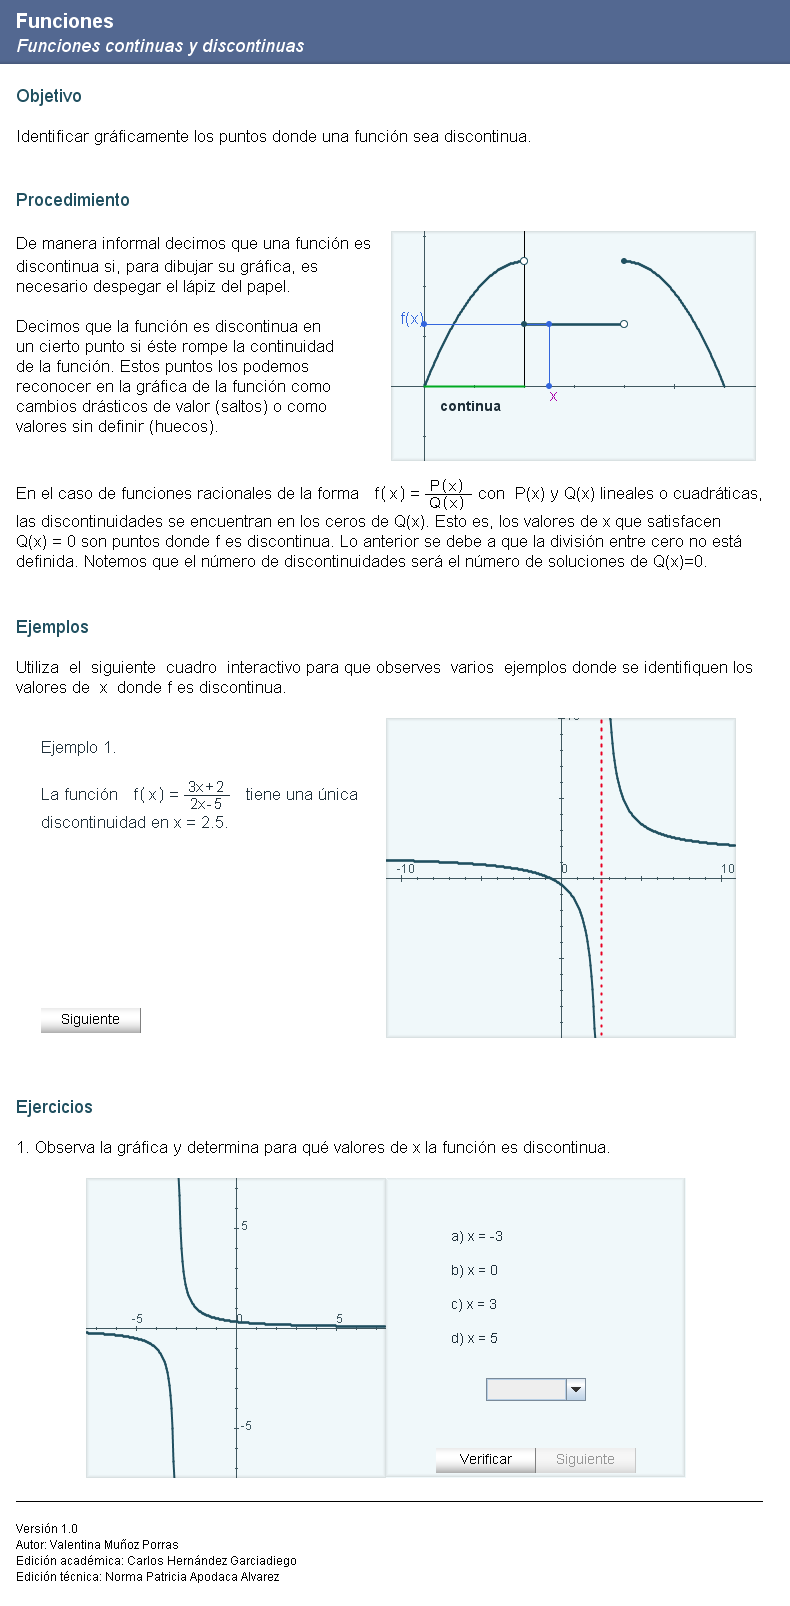 Funciones
Funciones continuas y discontinuas
Objetivo
Identificar gráficamente los puntos donde una función sea discontinua.
Procedimiento
De manera informal decimos que una función es
discontinua si, para dibujar su gráfica, es
necesario despegar el lápiz del papel.
Decimos que la función es discontinua en
un cierto punto si éste rompe la continuidad
de la función. Estos puntos los podemos
reconocer en la gráfica de la función como
cambios drásticos de valor (saltos) o como
valores sin definir (huecos).
f(x)
x
continua
En el caso de funciones racionales de la forma f(x) = P(x)/Q(x) con P(x) y Q(x) lineales o cuadráticas,
las discontinuidades se encuentran en los ceros de Q(x). Esto es, los valores de x que satisfacen
Q(x) = 0 son puntos donde f es discontinua. Lo anterior se debe a que la división entre cero no está
definida. Notemos que el número de discontinuidades será el número de soluciones de Q(x)=0.
Ejemplos
Utiliza el siguiente cuadro interactivo para que observes varios ejemplos donde se identifiquen los
valores de x donde f es discontinua.
Ejemplo 1.
La función f(x) = 3x+2/2x-5 tiene una única
discontinuidad en x = 2.5.
-10 0 10
Siguiente
Ejercicios
1. Observa la gráfica y determina para qué valores de x la función es discontinua.
5
-5 0 5
-5
a) x = -3
b) x = 0
c) x = 3
d) x = 5
Verificar Siguiente
Versión 1.0
Autor: Valentina Muñoz Porras
Edición académica: Carlos Hernández Garciadiego
Edición técnica: Norma Patricia Apodaca Alvarez